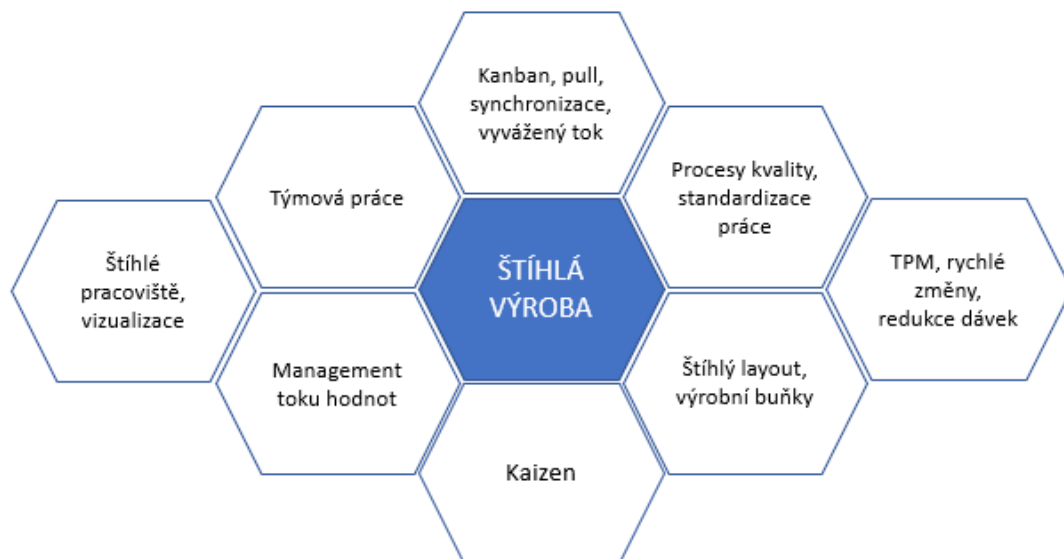 Kanban, pull,
synchronizace,
vyvážený tok
Týmová práce
Procesy kvality,
standardizace
práce
Štíhlé
pracoviště,
vizualizace
ŠTÍHLÁ
VÝROBA
TPM, rychlé
změny,
redukce dávek
Management
toku hodnot
Štíhlý layout,
výrobní buňky
Kaizen